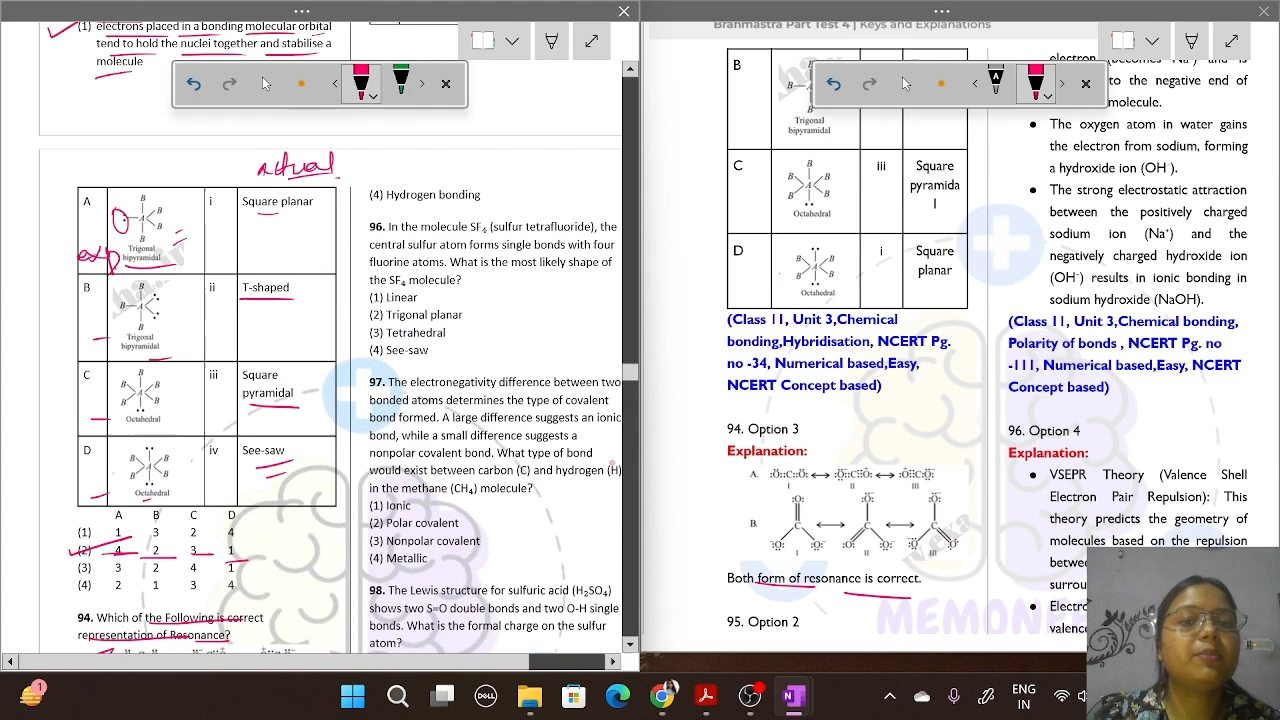 (1) electrons placed in a bonding molecular orbital
tend to hold the nuclei together and stabilise a
molecule
actual
A
B
B
A
B
B
Trigonal
bipyramidal
exp
i
Square planar
B
B
B
A
B
Trigonal
bipyramidal
ii
T-shaped
C
B
B
B
A
B
B
Octahedral
iii
Square
pyramidal
D
B
B
A
B
B
Octahedral
iv
See-saw
A B C D
(1) 1 3 2 4
(2) 4 2 3 1
(3) 3 2 4 1
(4) 2 1 3 4
94. Which of the Following is correct
representation of Resonance?
(4) Hydrogen bonding
96. In the molecule SF₄ (sulfur tetrafluoride), the
central sulfur atom forms single bonds with four
fluorine atoms. What is the most likely shape of
the SF₄ molecule?
(1) Linear
(2) Trigonal planar
(3) Tetrahedral
(4) See-saw
97. The electronegativity difference between two
bonded atoms determines the type of covalent
bond formed. A large difference suggests an ionic
bond, while a small difference suggests a
nonpolar covalent bond. What type of bond
would exist between carbon (C) and hydrogen (H)
in the methane (CH₄) molecule?
(1) Ionic
(2) Polar covalent
(3) Nonpolar covalent
(4) Metallic
98. The Lewis structure for sulfuric acid (H₂SO₄)
shows two S=O double bonds and two O-H single
bonds. What is the formal charge on the sulfur
atom?
Brahmastra Part Test 4 | Keys and Explanations
B
Trigonal
bipyramidal
C
B
B
B
A
B
B
Octahedral
iii
Square
pyramida
l
D
B
B
A
B
B
Octahedral
i
Square
planar
(Class 11, Unit 3,Chemical
bonding,Hybridisation, NCERT Pg.
no -34, Numerical based,Easy,
NCERT Concept based)
94. Option 3
Explanation:
A. :Ö::C::Ö: ↔ :Ö:C⫶⫶Ö: ↔ :Ö⫶⫶C:Ö:
I II III
B.
I II III
Both form of resonance is correct.
95. Option 2
MEMONE
to the negative end of
molecule.
● The oxygen atom in water gains
the electron from sodium, forming
a hydroxide ion (OH⁻).
● The strong electrostatic attraction
between the positively charged
sodium ion (Na⁺) and the
negatively charged hydroxide ion
(OH⁻) results in ionic bonding in
sodium hydroxide (NaOH).
(Class 11, Unit 3,Chemical bonding,
Polarity of bonds , NCERT Pg. no
-111, Numerical based,Easy, NCERT
Concept based)
96. Option 4
Explanation:
● VSEPR Theory (Valence Shell
Electron Pair Repulsion): This
theory predicts the geometry of
molecules based on the repulsion
ENG
IN
DELL